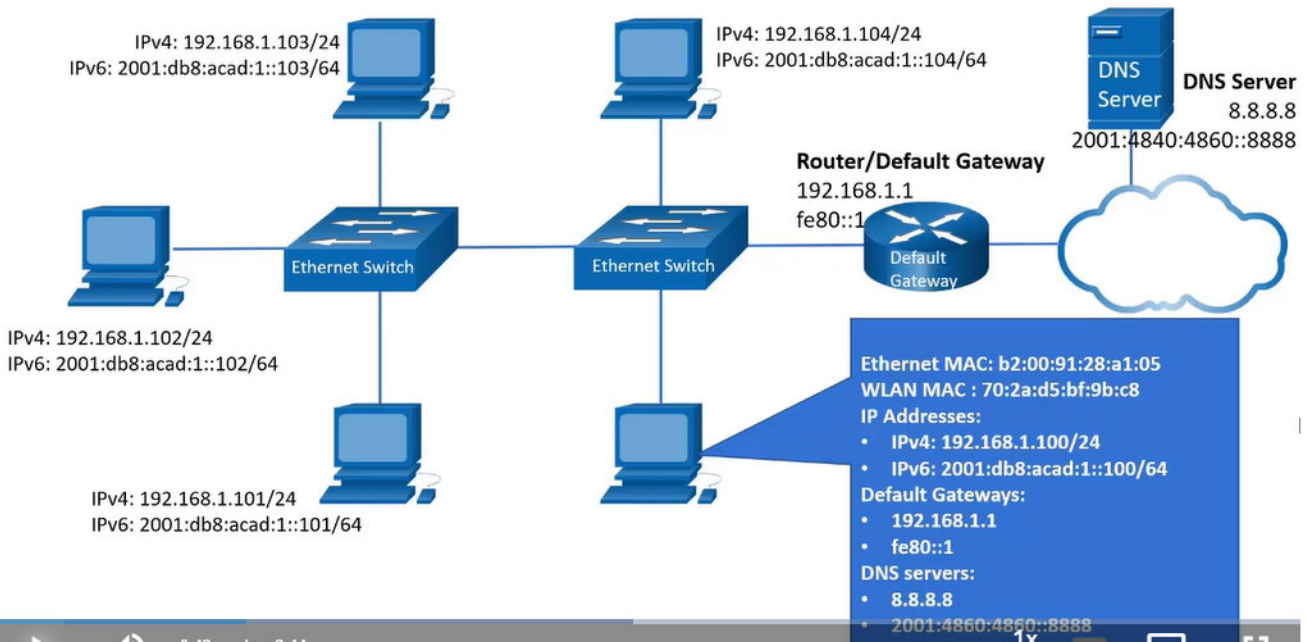 IPv4: 192.168.1.103/24
IPv6: 2001:db8:acad:1::103/64
IPv4: 192.168.1.104/24
IPv6: 2001:db8:acad:1::104/64
DNS
Server
DNS Server
8.8.8.8
2001:4840:4860::8888
Router/Default Gateway
192.168.1.1
fe80::1
Ethernet Switch
Ethernet Switch
Default
Gateway
IPv4: 192.168.1.102/24
IPv6: 2001:db8:acad:1::102/64
IPv4: 192.168.1.101/24
IPv6: 2001:db8:acad:1::101/64
Ethernet MAC: b2:00:91:28:a1:05
WLAN MAC : 70:2a:d5:bf:9b:c8
IP Addresses:
• IPv4: 192.168.1.100/24
• IPv6: 2001:db8:acad:1::100/64
Default Gateways:
• 192.168.1.1
• fe80::1
DNS servers:
• 8.8.8.8
• 2001:4860:4860::8888
1x